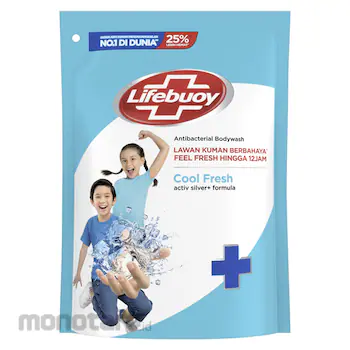 NO.1 DI DUNIA
25%
Lifebuoy
Antibacterial Bodywash
LAWAN KUMAN BERBAHAYA
FEEL FRESH HINGGA 12JAM
Cool Fresh
activ silver+ formula
monotaro.id